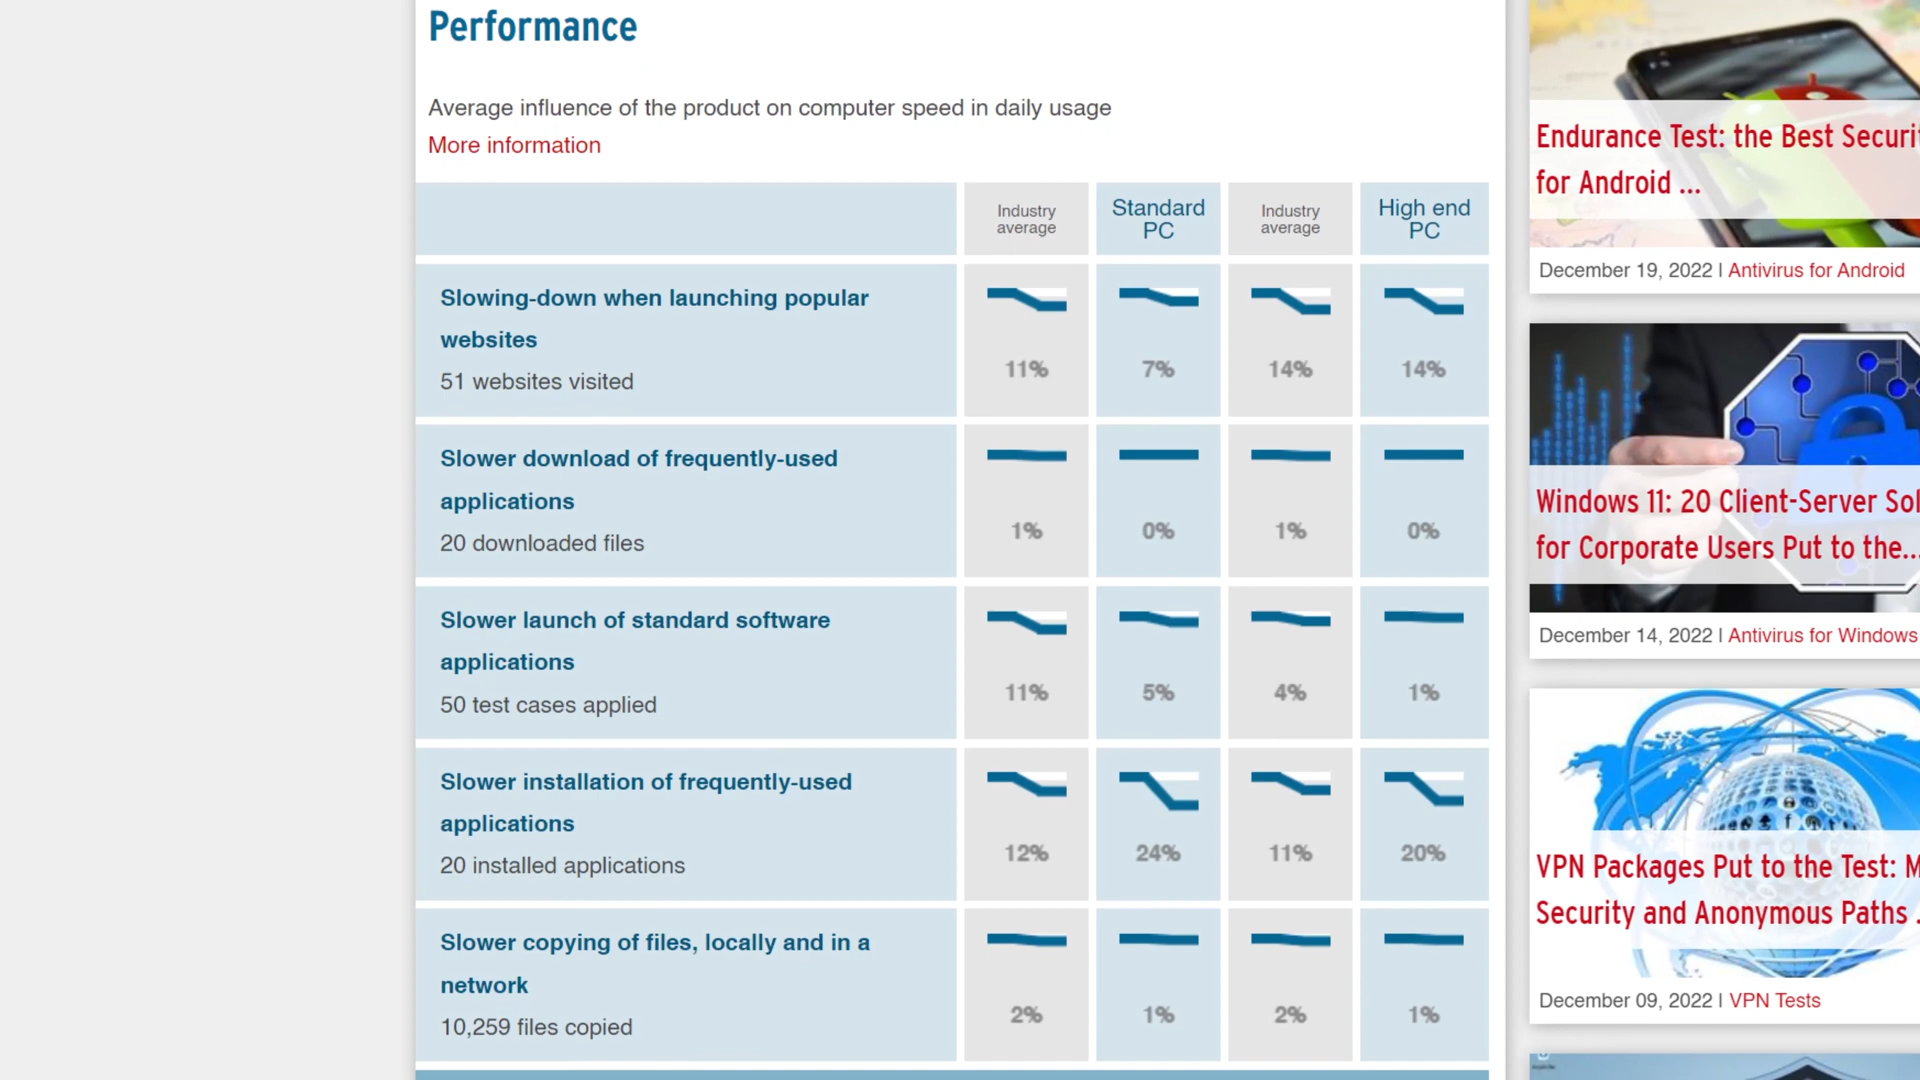 Performance
Average influence of the product on computer speed in daily usage
More information
Industry average
Standard PC
Industry average
High end PC
Slowing-down when launching popular
websites
51 websites visited
11% 7% 14% 14%
Slower download of frequently-used
applications
20 downloaded files
1% 0% 1% 0%
Slower launch of standard software
applications
50 test cases applied
11% 5% 4% 1%
Slower installation of frequently-used
applications
20 installed applications
12% 24% 11% 20%
Slower copying of files, locally and in a
network
10,259 files copied
2% 1% 2% 1%
Endurance Test: the Best Securi
for Android ...
December 19, 2022 | Antivirus for Android
Windows 11: 20 Client-Server Sol
for Corporate Users Put to the...
December 14, 2022 | Antivirus for Windows
VPN Packages Put to the Test: M
Security and Anonymous Paths .
December 09, 2022 | VPN Tests